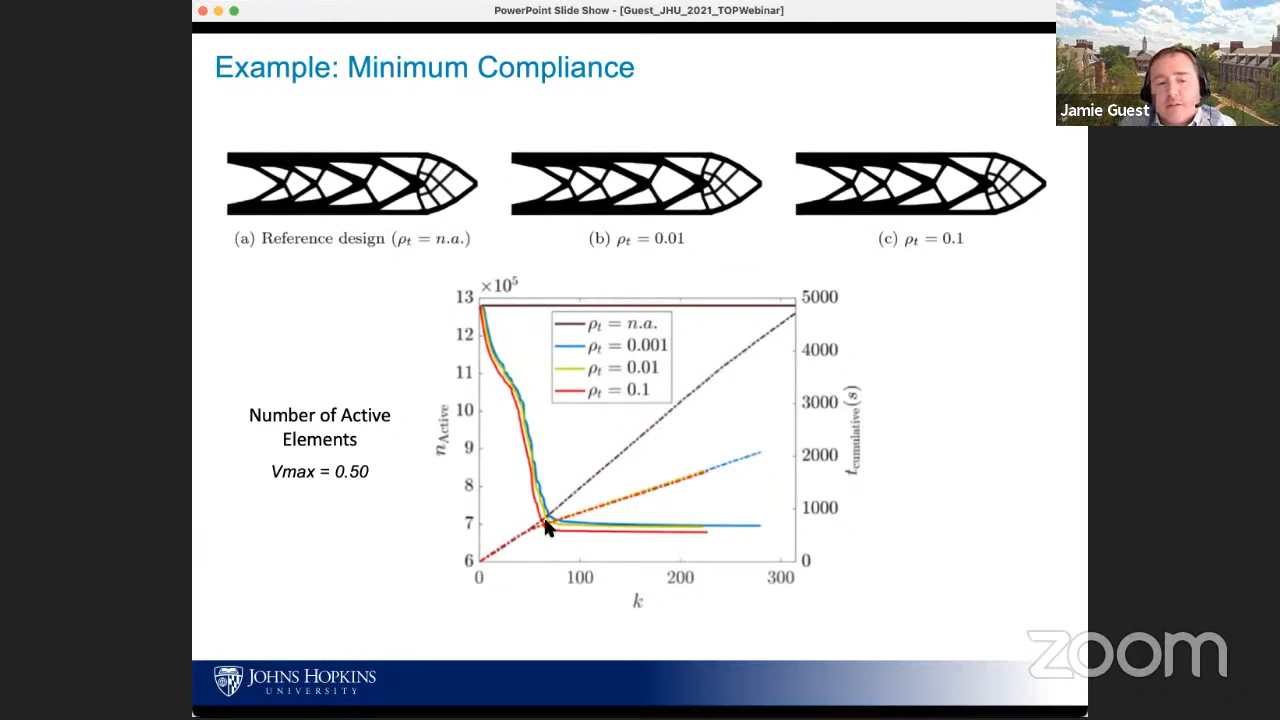 PowerPoint Slide Show - [Guest_JHU_2021_TOPWebinar]
Example: Minimum Compliance
Jamie Guest
(a) Reference design (ρt = n.a.)
(b) ρt = 0.01
(c) ρt = 0.1
×10⁵
13
12
11
10
9
8
7
6
nActive
ρt = n.a.
ρt = 0.001
ρt = 0.01
ρt = 0.1
5000
4000
3000
2000
1000
0
tcumulative(s)
0 100 200 300
k
Number of Active
Elements
Vmax = 0.50
JOHNS HOPKINS
UNIVERSITY
zoom